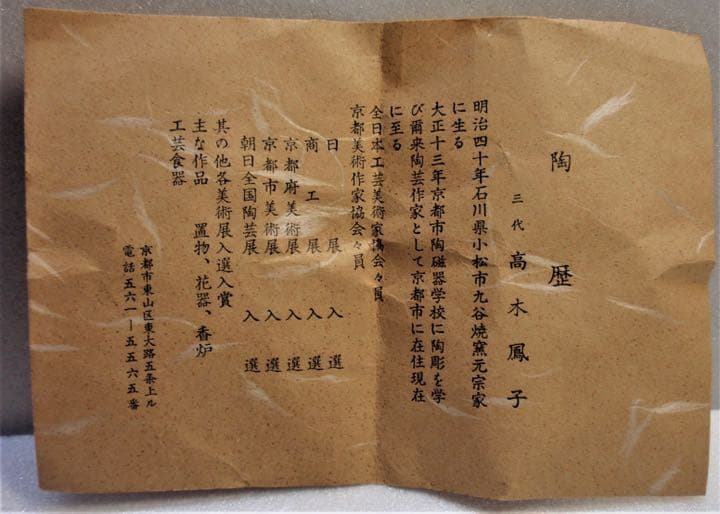 陶歴
三代 高木鳳子
明治四十年石川県小松市九谷焼窯元宗家
に生る
大正十三年京都市陶磁器学校に陶彫を学
び爾来陶芸作家として京都市に在住現在
に至る
全日本工芸美術家協会々員
京都美術作家協会々員
日展 入選
商工展 入選
京都府美術展 入選
京都市美術展 入選
朝日全国陶芸展 入選
其の他各美術展入選入賞
主な作品 置物、花器、香炉
工芸食器
京都市東山区東大路五条上ル
電話五六一―五五六五番